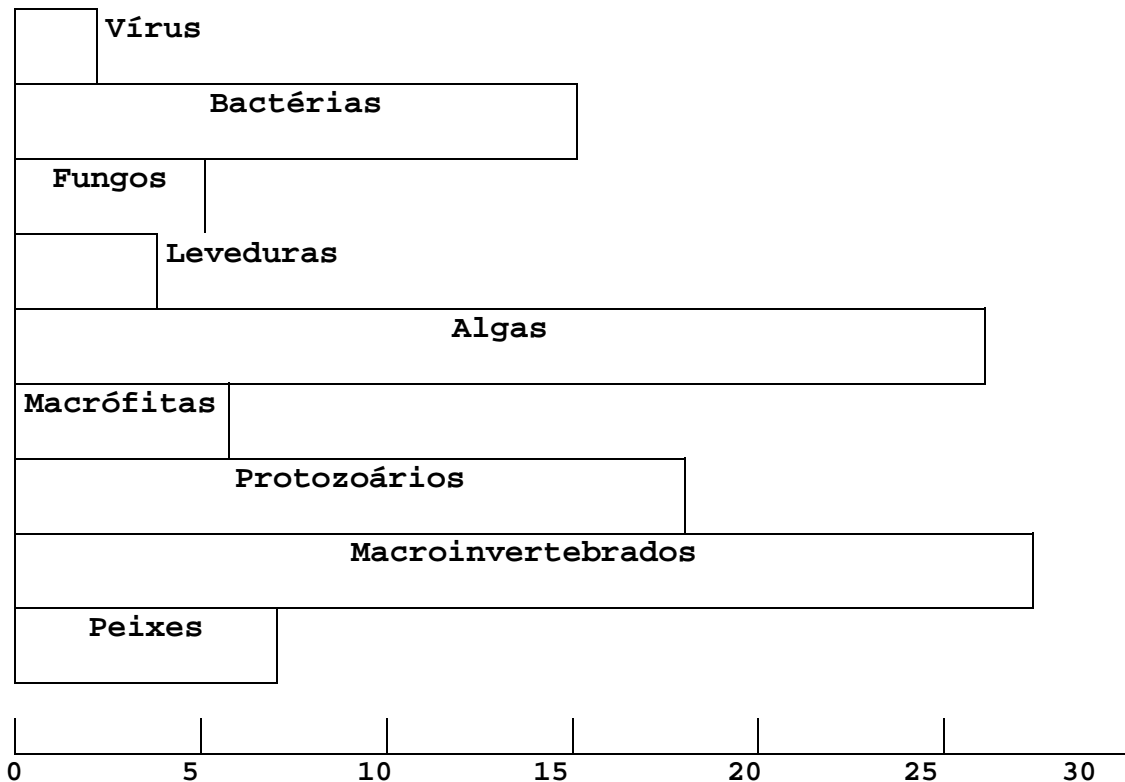 Vírus
Bactérias
Fungos
Leveduras
Algas
Macrófitas
Protozoários
Macroinvertebrados
Peixes
0 5 10 15 20 25 30